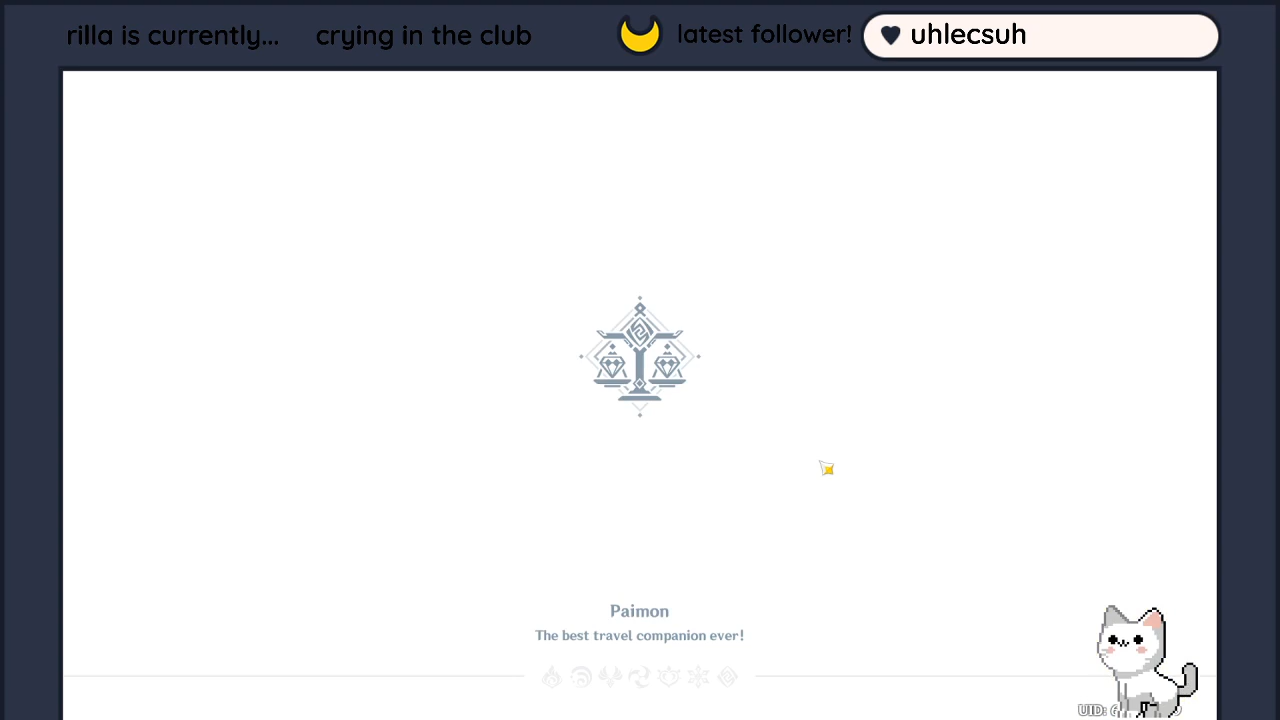 rilla is currently... crying in the club latest follower! uhlecsuh
Paimon
The best travel companion ever!
UID: